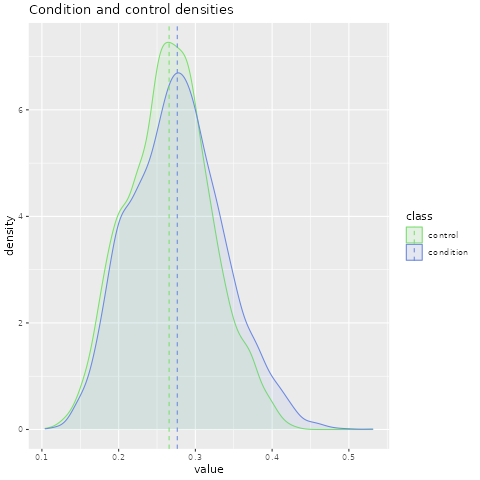 Condition and control densities
6
4
2
0
density
0.1 0.2 0.3 0.4 0.5
value
class
control
condition